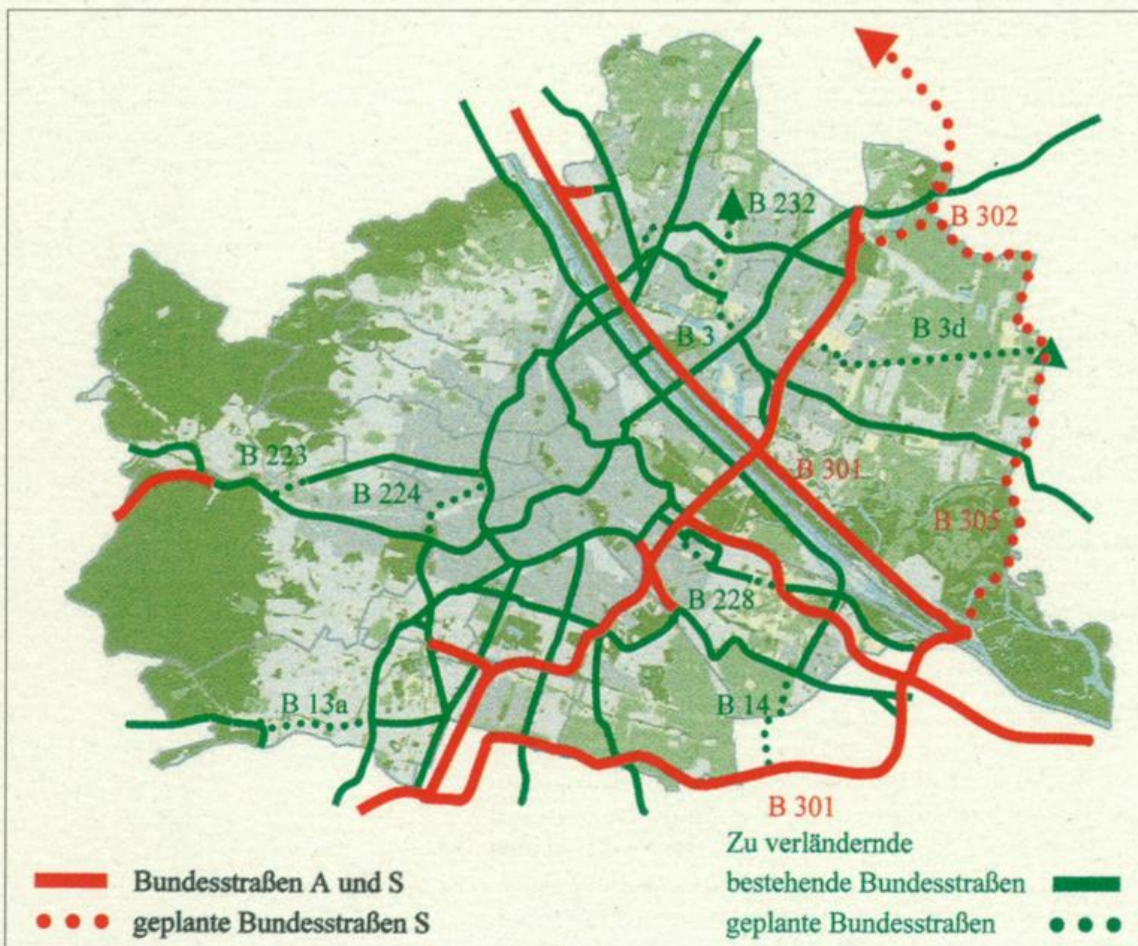 B 232
B 302
B 3
B 3d
B 223
B 224
B 301
B 305
B 228
B 13a
B 14
B 301
Zu verländernde
Bundesstraßen A und S
bestehende Bundesstraßen
geplante Bundesstraßen S
geplante Bundesstraßen